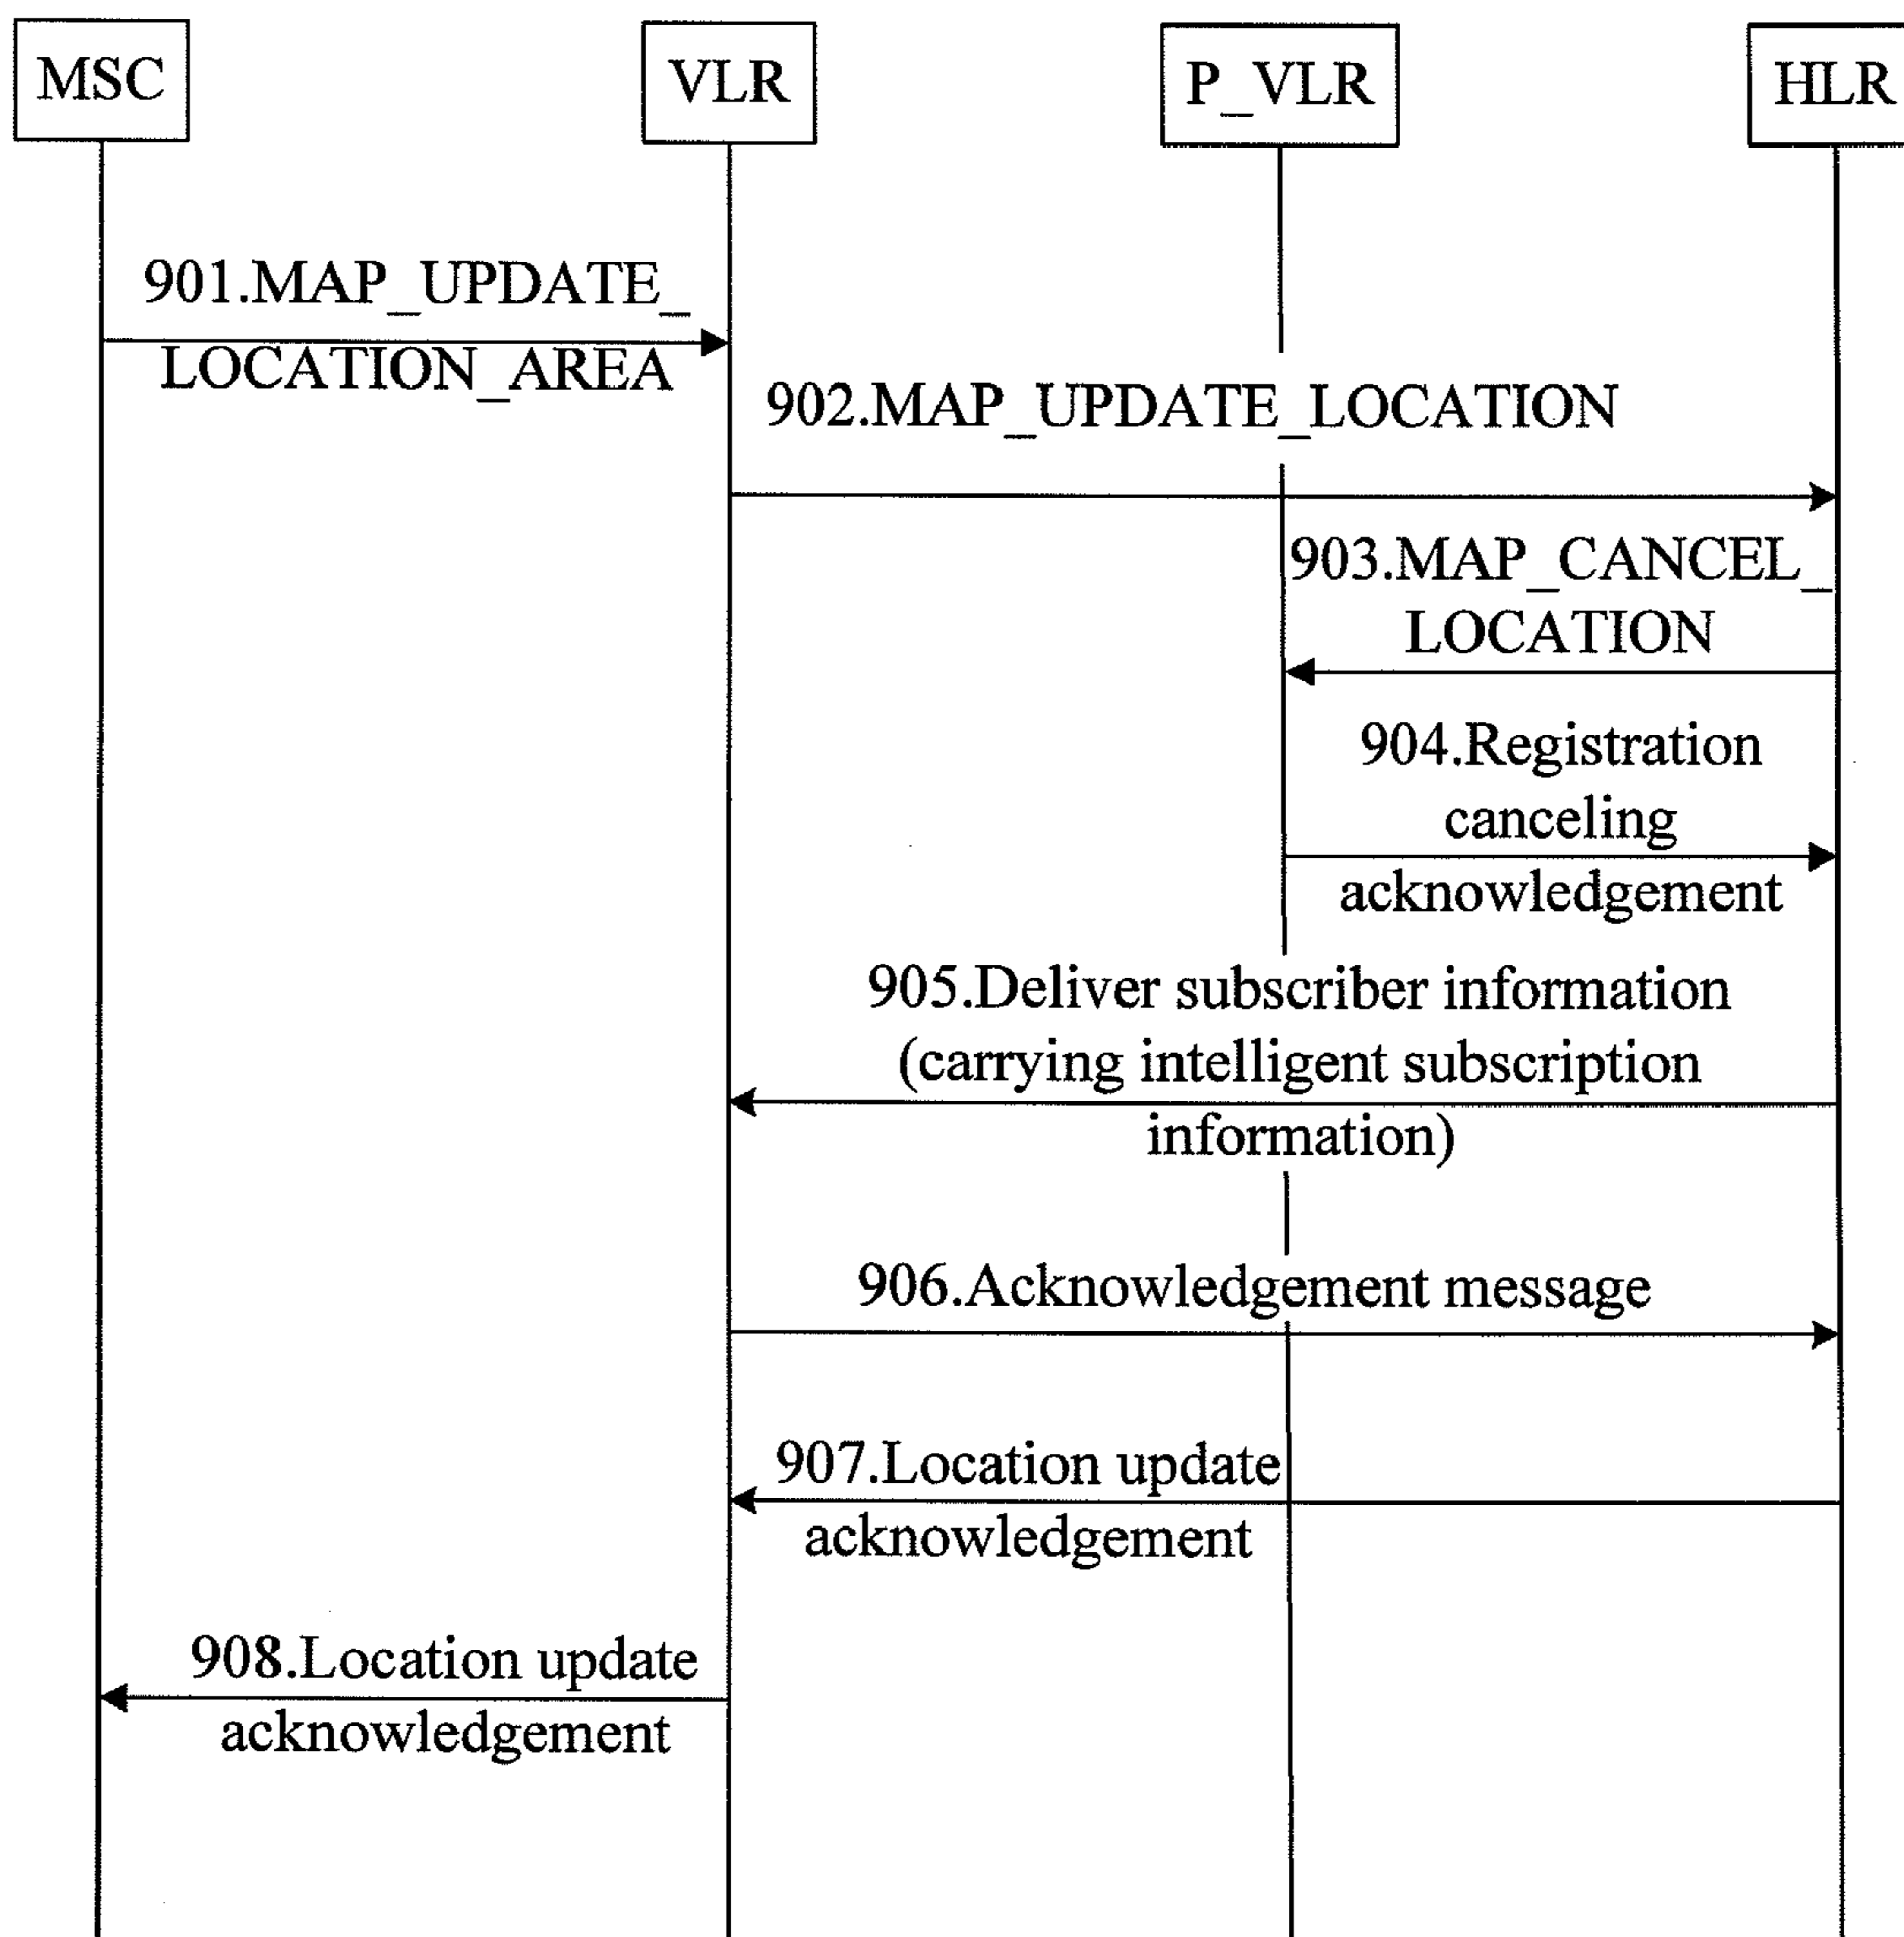 MSC
VLR
P_VLR
HLR
901.MAP_UPDATE_
LOCATION_AREA
902.MAP_UPDATE_LOCATION
903.MAP_CANCEL_
LOCATION
904.Registration
canceling
acknowledgement
905.Deliver subscriber information
(carrying intelligent subscription
information)
906.Acknowledgement message
907.Location update
acknowledgement
908.Location update
acknowledgement